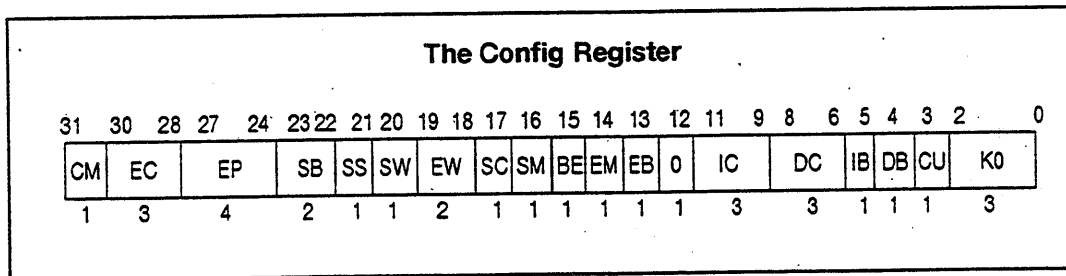 The Config Register
31 30 28 27 24 23 22 21 20 19 18 17 16 15 14 13 12 11 9 8 6 5 4 3 2 0
CM EC EP SB SS SW EW SC SM BE EM EB 0 IC DC IB DB CU K0
1 3 4 2 1 1 2 1 1 1 1 1 1 3 3 1 1 1 3